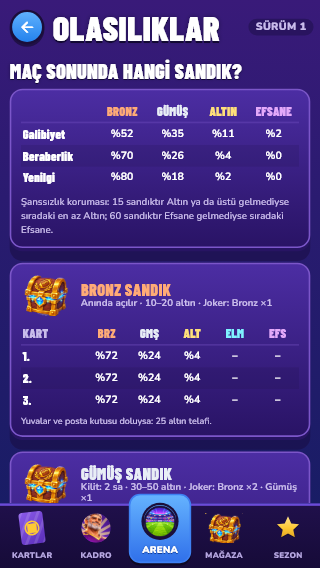 OLASILIKLAR
SÜRÜM 1
MAÇ SONUNDA HANGİ SANDIK?
BRONZ GÜMÜŞ ALTIN EFSANE
Galibiyet %52 %35 %11 %2
Beraberlik %70 %26 %4 %0
Yenilgi %80 %18 %2 %0
Şanssızlık koruması: 15 sandıktır Altın ya da üstü gelmediyse
sıradaki en az Altın; 60 sandıktır Efsane gelmediyse sıradaki
Efsane.
BRONZ SANDIK
Anında açılır · 10–20 altın · Joker: Bronz ×1
KART BRZ GMŞ ALT ELM EFS
1. %72 %24 %4 – –
2. %72 %24 %4 – –
3. %72 %24 %4 – –
Yuvalar ve posta kutusu doluysa: 25 altın telafi.
GÜMÜŞ SANDIK
Kilit: 2 sa · 30–50 altın · Joker: Bronz ×2 · Gümüş
×1
KARTLAR
KADRO
ARENA
MAĞAZA
SEZON